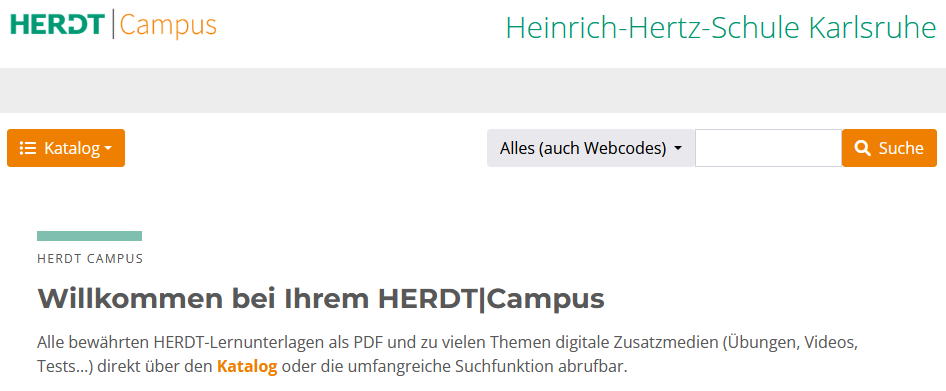 HERDT|Campus
Heinrich-Hertz-Schule Karlsruhe
Katalog
Alles (auch Webcodes)
Suche
HERDT CAMPUS
Willkommen bei Ihrem HERDT|Campus
Alle bewährten HERDT-Lernunterlagen als PDF und zu vielen Themen digitale Zusatzmedien (Übungen, Videos,
Tests...) direkt über den Katalog oder die umfangreiche Suchfunktion abrufbar.